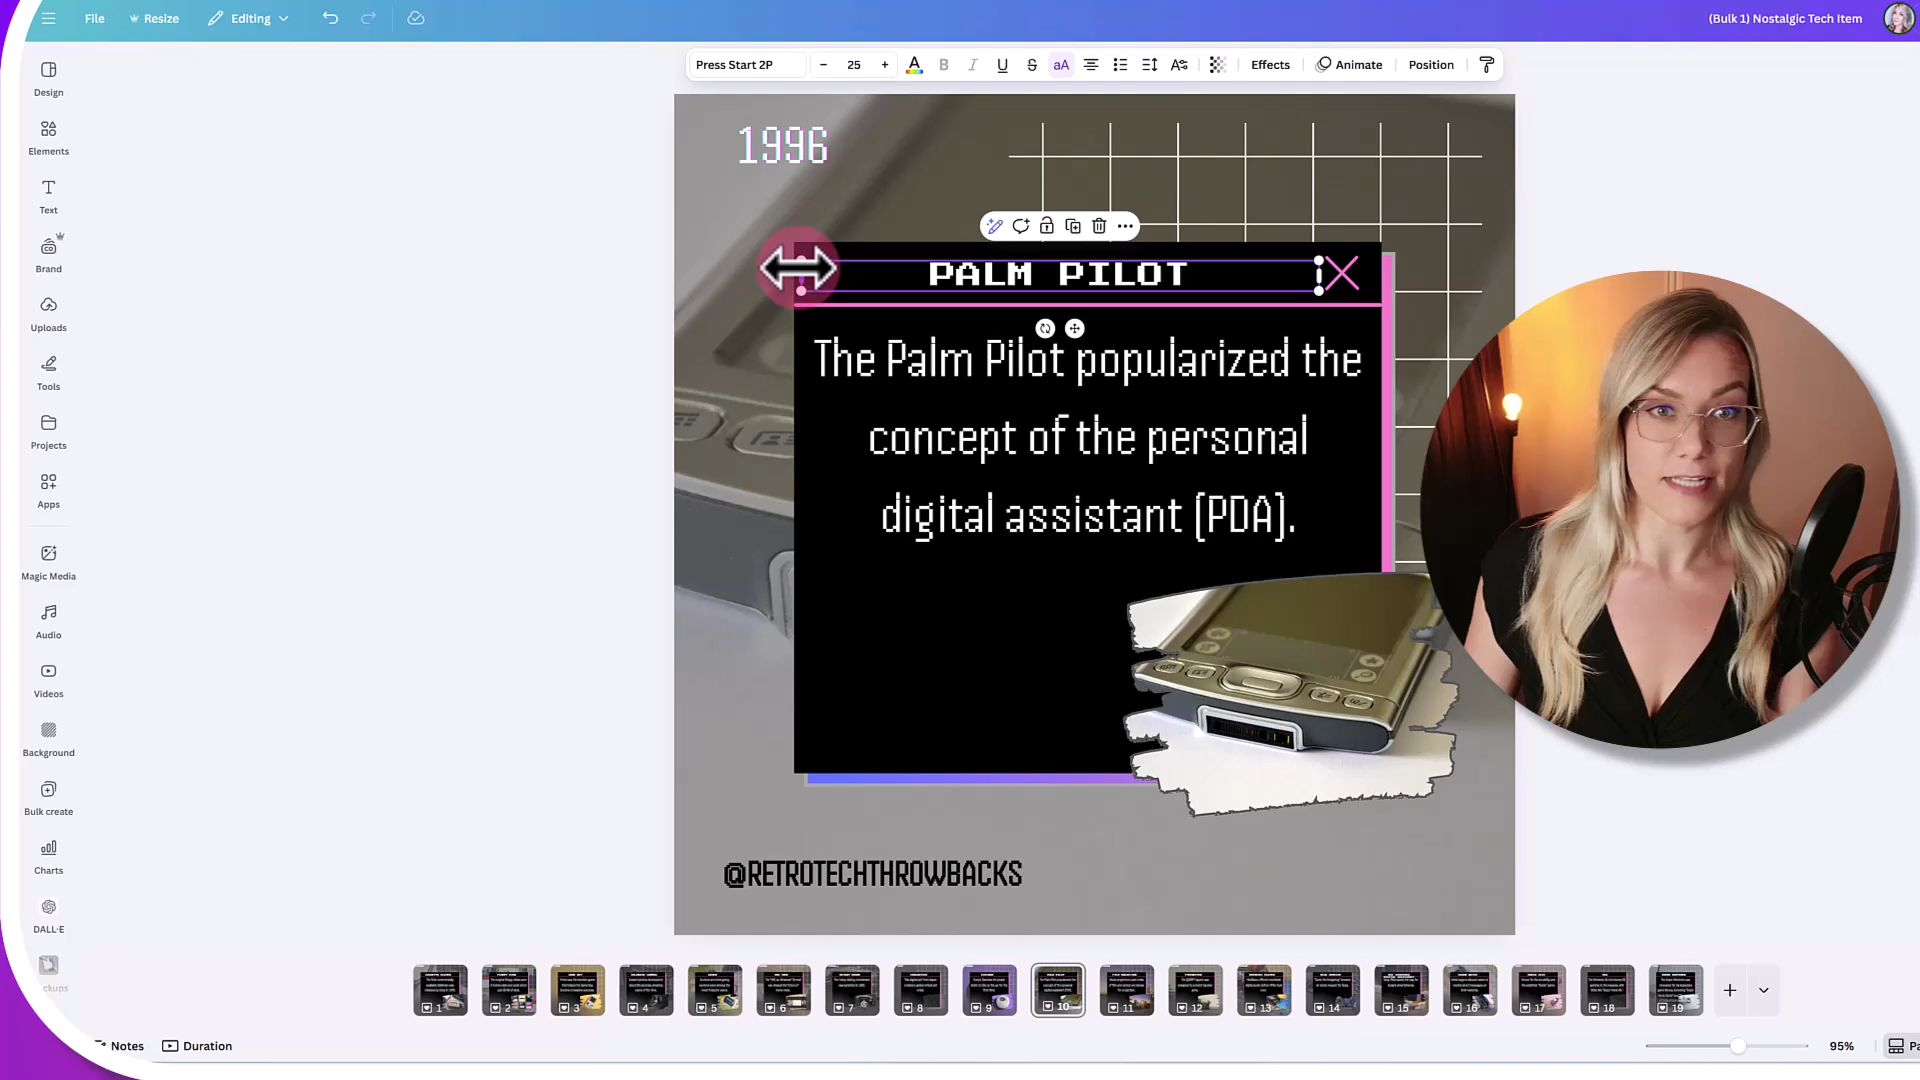 File
Resize
Editing
(Bulk 1) Nostalgic Tech Item
Press Start 2P
– 25 +
A B I U S aA
Effects
Animate
Position
Design
Elements
Text
Brand
Uploads
Tools
Projects
Apps
Magic Media
Audio
Videos
Background
Bulk create
Charts
DALL·E
1996
PALM PILOT
The Palm Pilot popularized the
concept of the personal
digital assistant (PDA).
@RETROTECHTHROWBACKS
1 2 3 4 5 6 7 8 9 10 11 12 13 14 15 16 17 18 19
Notes
Duration
95%
Pa